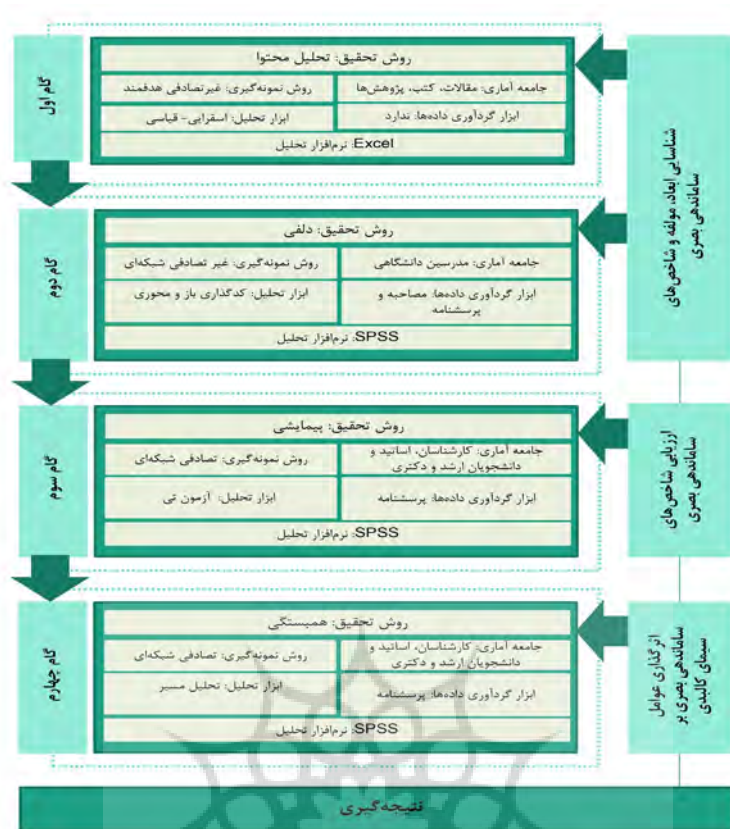 شناسایی ابعاد، مولفه و شاخص‌های
ساماندهی بصری
گام اول
روش تحقیق: تحلیل محتوا
جامعه آماری: مقالات، کتب، پژوهش‌ها
روش نمونه‌گیری: غیرتصادفی هدفمند
ابزار گردآوری داده‌ها: ندارد
ابزار تحلیل: اسقرایی- قیاسی
Excel: نرم‌افزار تحلیل
گام دوم
روش تحقیق: دلفی
جامعه آماری: مدرسین دانشگاهی
روش نمونه‌گیری: غیر تصادفی شبکه‌ای
ابزار گردآوری داده‌ها: مصاحبه و
پرسشنامه
ابزار تحلیل: کدگذاری باز و محوری
SPSS: نرم‌افزار تحلیل
ارزیابی شاخص‌های
ساماندهی بصری
گام سوم
روش تحقیق: پیمایشی
جامعه آماری: کارشناسان، اساتید و
دانشجویان ارشد و دکتری
روش نمونه‌گیری: تصادفی شبکه‌ای
ابزار گردآوری داده‌ها: پرسشنامه
ابزار تحلیل: آزمون تی
SPSS: نرم‌افزار تحلیل
اثرگذاری عوامل
ساماندهی بصری بر
سیمای کالبدی
گام چهارم
روش تحقیق: همبستگی
جامعه آماری: کارشناسان، اساتید و
دانشجویان ارشد و دکتری
روش نمونه‌گیری: تصادفی شبکه‌ای
ابزار گردآوری داده‌ها: پرسشنامه
ابزار تحلیل: تحلیل مسیر
SPSS: نرم‌افزار تحلیل
نتیجه‌گیری